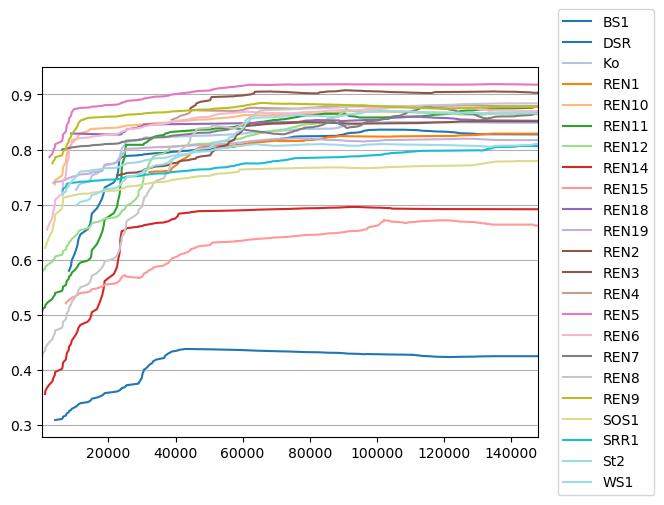 0.9
0.8
0.7
0.6
0.5
0.4
0.3
20000 40000 60000 80000 100000 120000 140000
BS1
DSR
Ko
REN1
REN10
REN11
REN12
REN14
REN15
REN18
REN19
REN2
REN3
REN4
REN5
REN6
REN7
REN8
REN9
SOS1
SRR1
St2
WS1